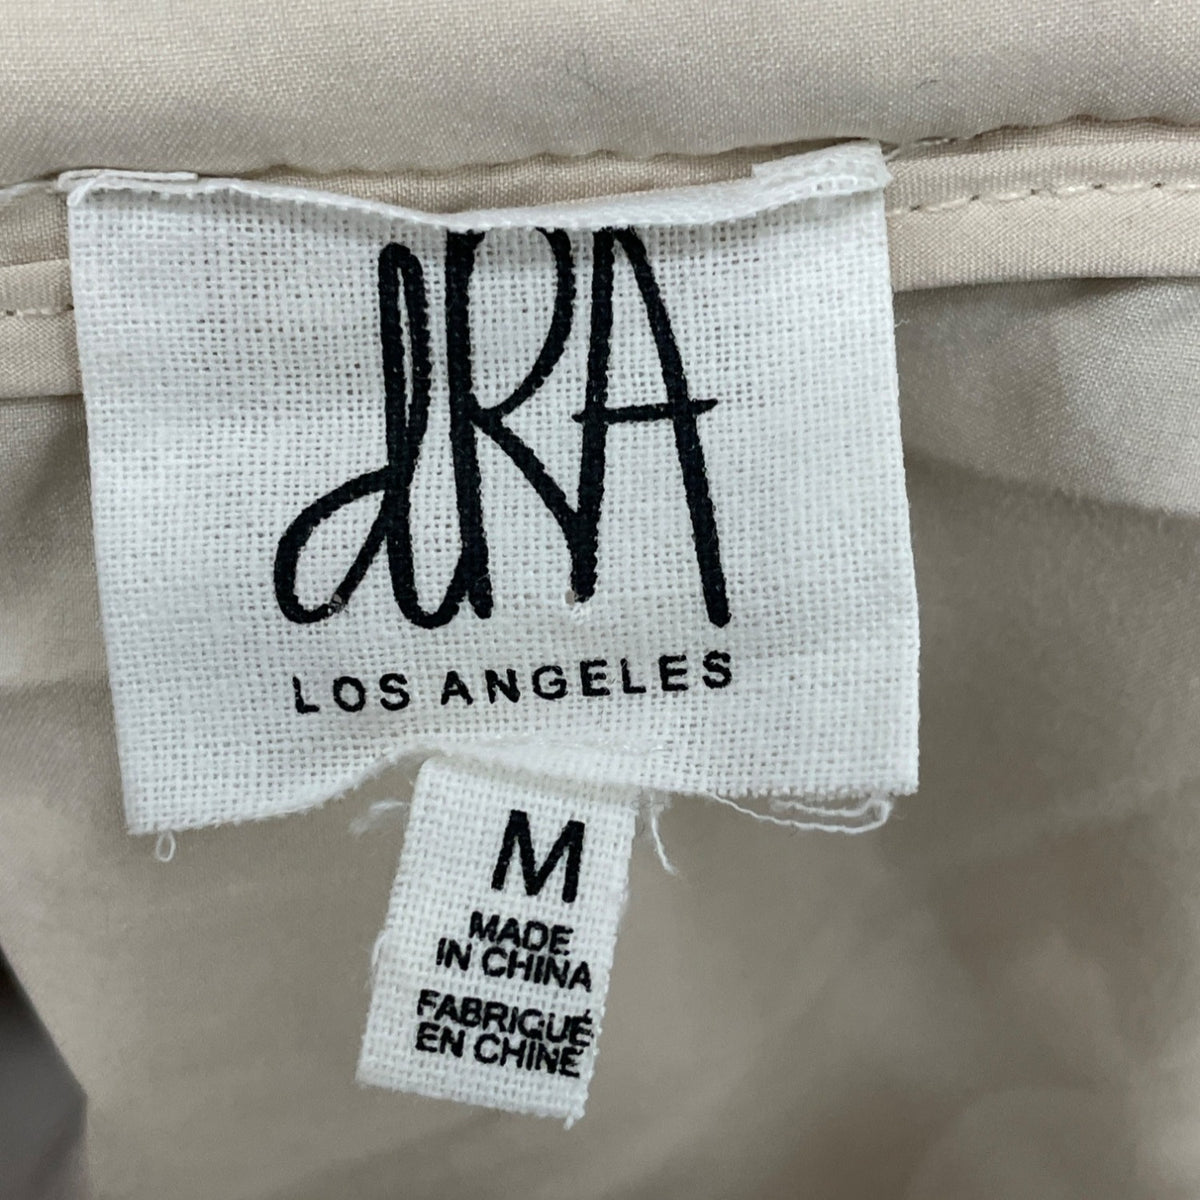 dRA
LOS ANGELES
M
MADE
IN CHINA
FABRIQUÉ
EN CHINE